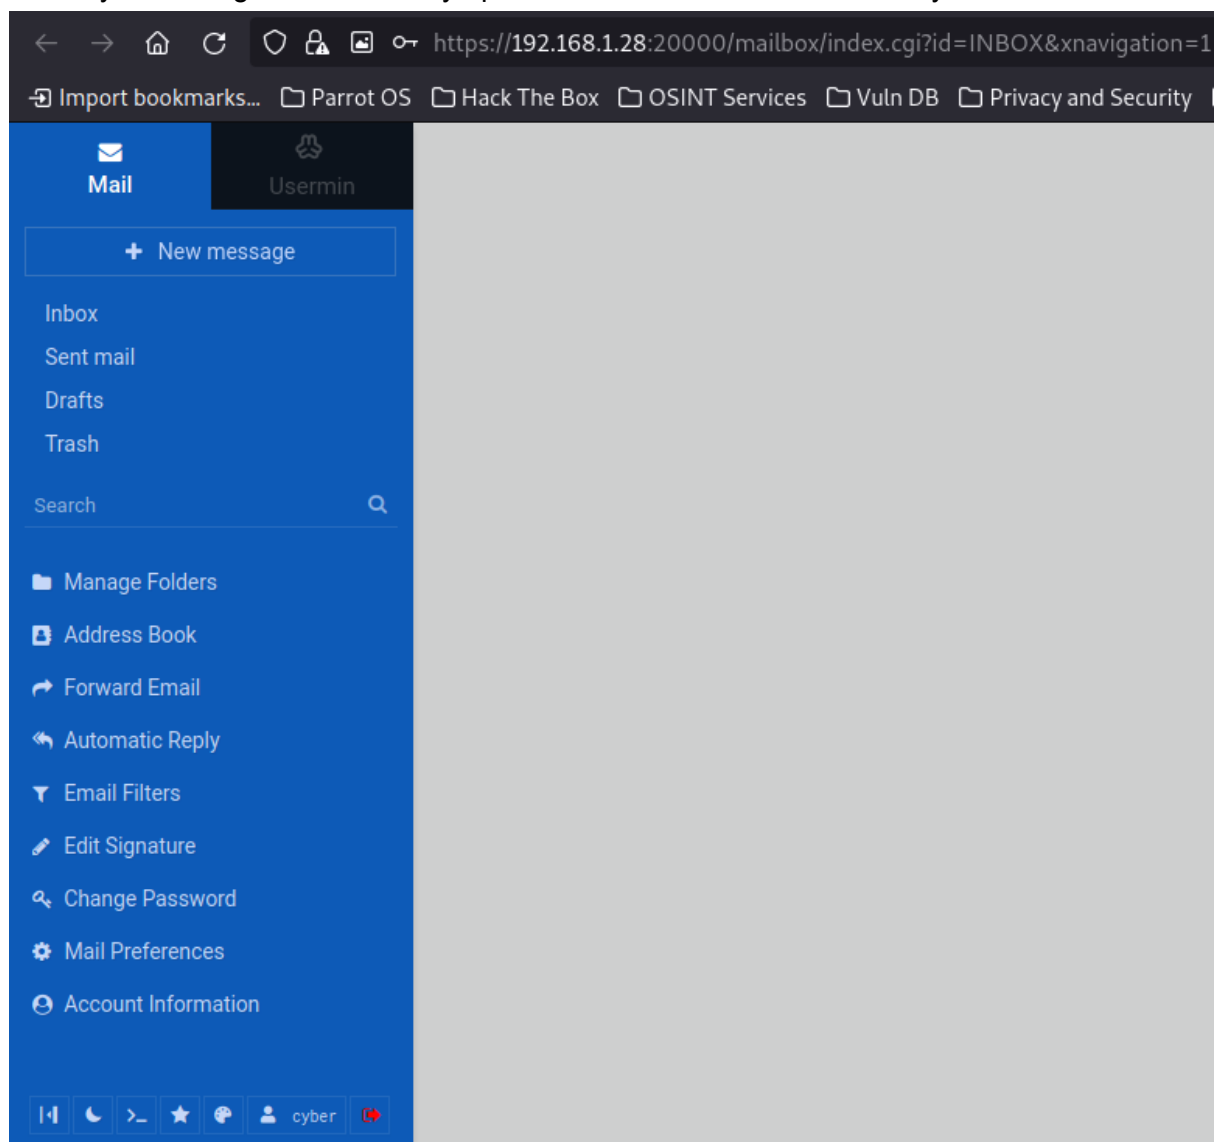 https://192.168.1.28:20000/mailbox/index.cgi?id=INBOX&xnavigation=1
Import bookmarks... Parrot OS Hack The Box OSINT Services Vuln DB Privacy and Security
Mail Usermin
New message
Inbox
Sent mail
Drafts
Trash
Search
Manage Folders
Address Book
Forward Email
Automatic Reply
Email Filters
Edit Signature
Change Password
Mail Preferences
Account Information
cyber